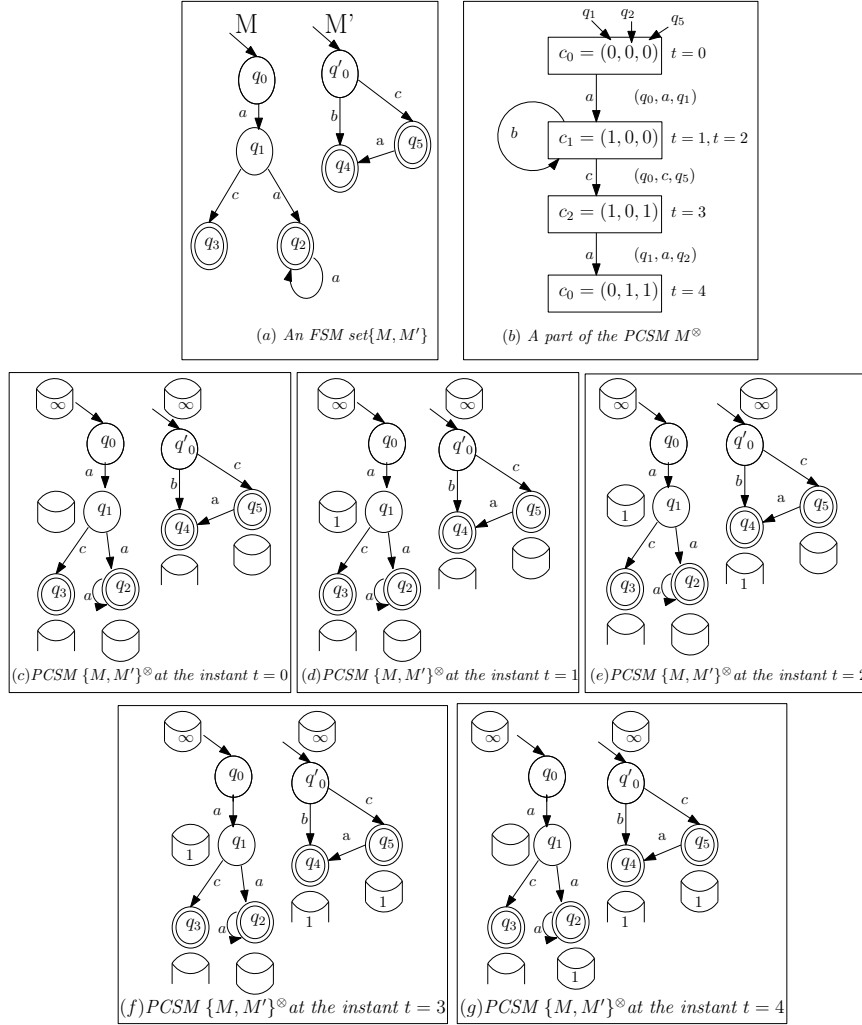 M M'
q0 q'0
a b c
q1 q4 a q5
c a
q3 q2
a
(a) An FSM set{M, M′}
q1 q2 q5
c0 = (0, 0, 0) t = 0
a (q0, a, q1)
b c1 = (1, 0, 0) t = 1, t = 2
c (q0, c, q5)
c2 = (1, 0, 1) t = 3
a (q1, a, q2)
c0 = (0, 1, 1) t = 4
(b) A part of the PCSM M⊗
∞ ∞
q0 q'0
a b c
q1 q4 a q5
c a
q3 a q2
(c)PCSM {M, M′}⊗at the instant t = 0
∞ ∞
q0 q'0
a b c
1 q1 q4 a q5
c a
q3 a q2
(d)PCSM {M, M′}⊗at the instant t = 1
∞ ∞
q0 q'0
a b c
1 q1 q4 a q5
c a
q3 a q2 1
(e)PCSM {M, M′}⊗at the instant t = 2
∞ ∞
q0 q'0
a b c
1 q1 q4 a q5
c a 1 1
q3 a q2
(f)PCSM {M, M′}⊗at the instant t = 3
∞ ∞
q0 q'0
a b c
q1 q4 a q5
c a 1 1
q3 a q2
1
(g)PCSM {M, M′}⊗at the instant t = 4